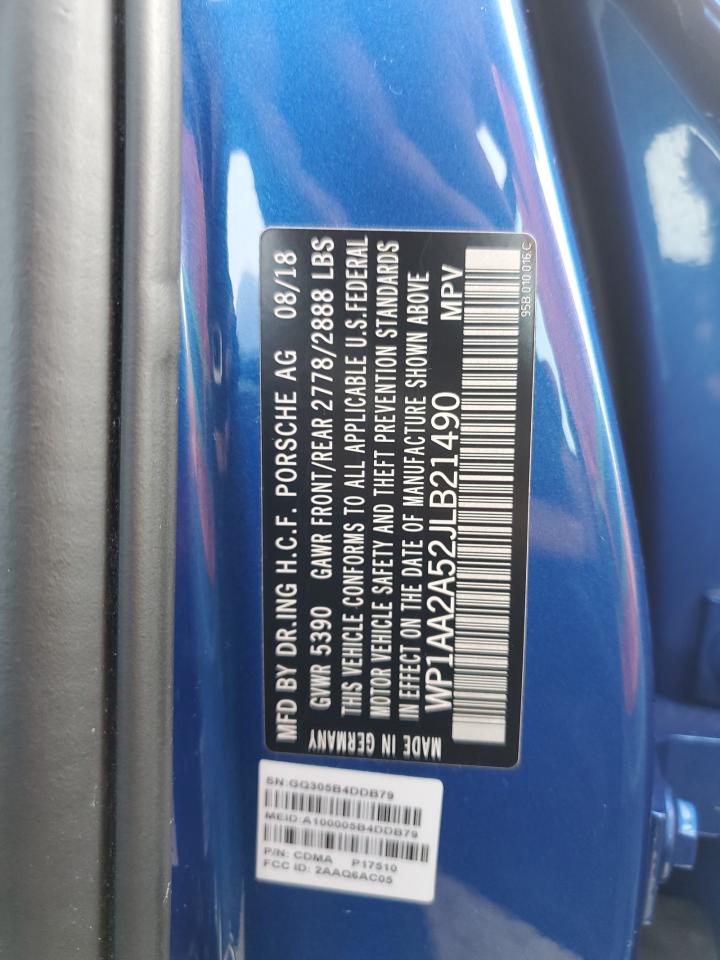 MFD BY DR.ING H.C.F. PORSCHE AG 08/18
GVWR 5390 GAWR FRONT/REAR 2778/2888 LBS
THIS VEHICLE CONFORMS TO ALL APPLICABLE U.S.FEDERAL
MOTOR VEHICLE SAFETY AND THEFT PREVENTION STANDARDS
IN EFFECT ON THE DATE OF MANUFACTURE SHOWN ABOVE
WP1AA2A52JLB21490
MPV
MADE IN GERMANY
95B.010.016.C
SN:GQ305B4DDB79
MEID:A100005B4DDB79
P/N: CDMA P17510
FCC ID: 2AAQ6AC05